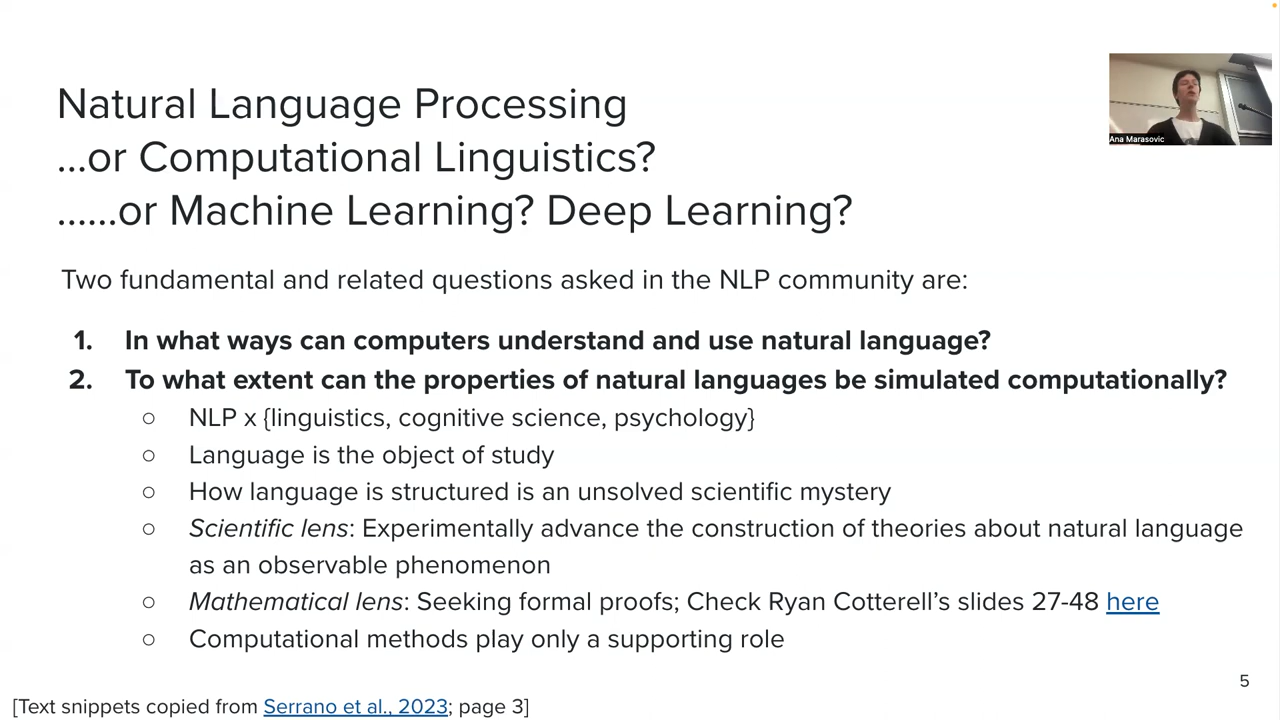 Natural Language Processing
...or Computational Linguistics?
......or Machine Learning? Deep Learning?
Ana Marasovic
Two fundamental and related questions asked in the NLP community are:
1. In what ways can computers understand and use natural language?
2. To what extent can the properties of natural languages be simulated computationally?
○ NLP x {linguistics, cognitive science, psychology}
○ Language is the object of study
○ How language is structured is an unsolved scientific mystery
○ Scientific lens: Experimentally advance the construction of theories about natural language
as an observable phenomenon
○ Mathematical lens: Seeking formal proofs; Check Ryan Cotterell’s slides 27-48 here
○ Computational methods play only a supporting role
5
[Text snippets copied from Serrano et al., 2023; page 3]